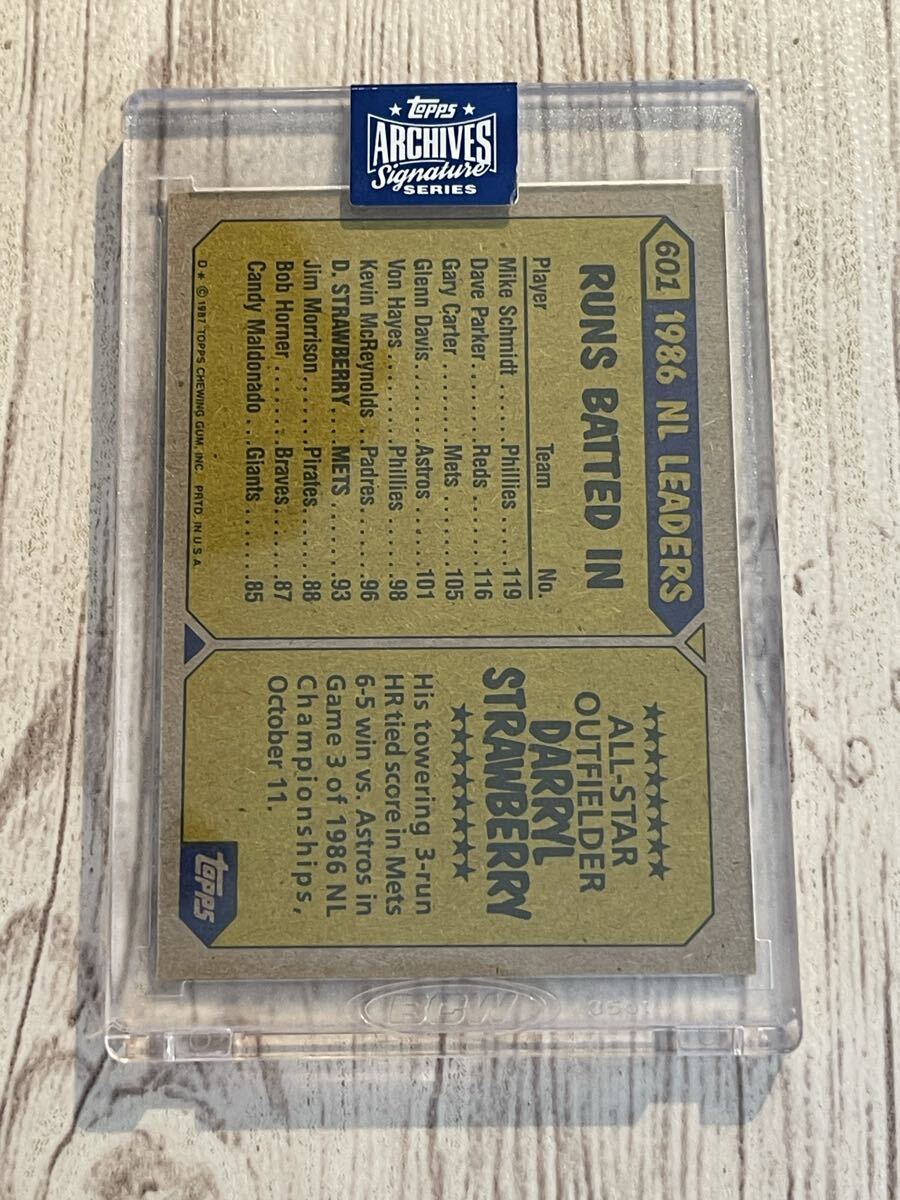 ★ topps ★
ARCHIVES
Signature
SERIES
601 1986 NL LEADERS
RUNS BATTED IN
Player Team No.
Mike Schmidt.....Phillies.....119
Dave Parker.......Reds.......116
Gary Carter........Mets.......105
Glenn Davis.......Astros.......101
Von Hayes........Phillies.......98
Kevin McReynolds..Padres.......96
D. STRAWBERRY....METS.......93
Jim Morrison.......Pirates.......88
Bob Horner........Braves.......87
Candy Maldonado...Giants.......85
D * © 1987 TOPPS CHEWING GUM, INC. PRTD. IN U.S.A.
★★★★★★★
ALL-STAR
OUTFIELDER
DARRYL
STRAWBERRY
★★★★★★★
His towering 3-run
HR tied score in Mets
6-5 win vs. Astros in
Game 3 of 1986 NL
Championships,
October 11.
topps
BCW